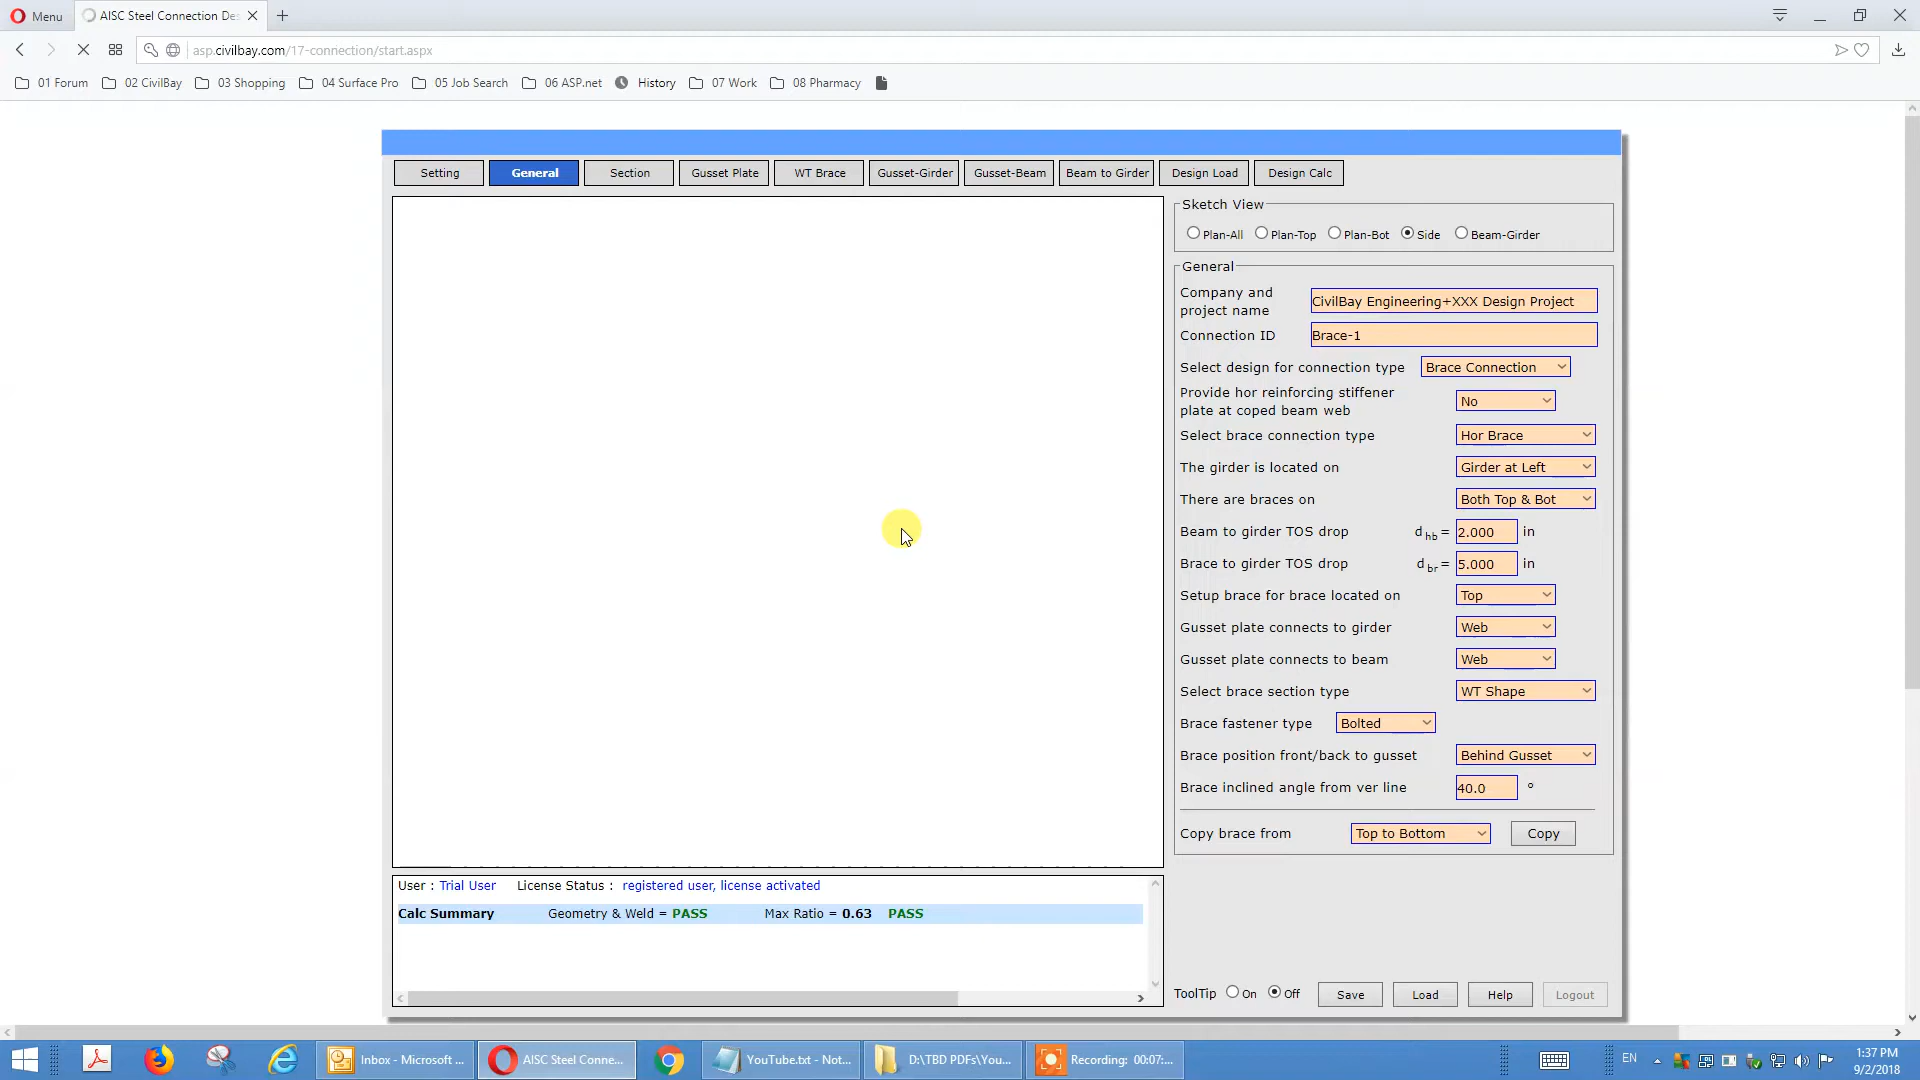 Menu
AISC Steel Connection De
asp.civilbay.com/17-connection/start.aspx
01 Forum 02 CivilBay 03 Shopping 04 Surface Pro 05 Job Search 06 ASP.net History 07 Work 08 Pharmacy
Setting General Section Gusset Plate WT Brace Gusset-Girder Gusset-Beam Beam to Girder Design Load Design Calc
Sketch View
Plan-All Plan-Top Plan-Bot Side Beam-Girder
General
Company and
project name CivilBay Engineering+XXX Design Project
Connection ID Brace-1
Select design for connection type Brace Connection
Provide hor reinforcing stiffener
plate at coped beam web No
Select brace connection type Hor Brace
The girder is located on Girder at Left
There are braces on Both Top & Bot
Beam to girder TOS drop d hb = 2.000 in
Brace to girder TOS drop d br = 5.000 in
Setup brace for brace located on Top
Gusset plate connects to girder Web
Gusset plate connects to beam Web
Select brace section type WT Shape
Brace fastener type Bolted
Brace position front/back to gusset Behind Gusset
Brace inclined angle from ver line 40.0 °
Copy brace from Top to Bottom Copy
User : Trial User License Status : registered user, license activated
Calc Summary Geometry & Weld = PASS Max Ratio = 0.63 PASS
ToolTip On Off Save Load Help Logout
Inbox - Microsoft ... AISC Steel Conne... YouTube.txt - Not... D:\TBD PDFs\You... Recording: 00:07:... EN 1:37 PM
9/2/2018